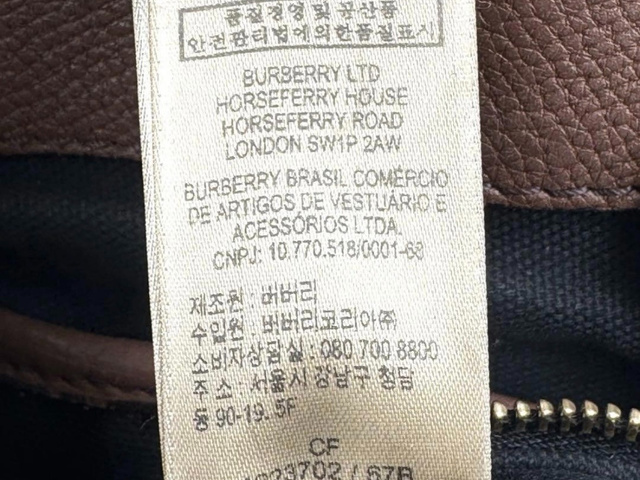 품질경영 및 공산품
안전관리법에의한품질표시
BURBERRY LTD
HORSEFERRY HOUSE
HORSEFERRY ROAD
LONDON SW1P 2AW
BURBERRY BRASIL COMÉRCIO
DE ARTIGOS DE VESTUÁRIO E
ACESSÓRIOS LTDA.
CNPJ: 10.770.518/0001-68
제조원 : 버버리
수입원 : 버버리코리아㈜
소비자상담실 : 080 700 8800
주소 : 서울시 강남구 청담
동 90-19. 5F
CF